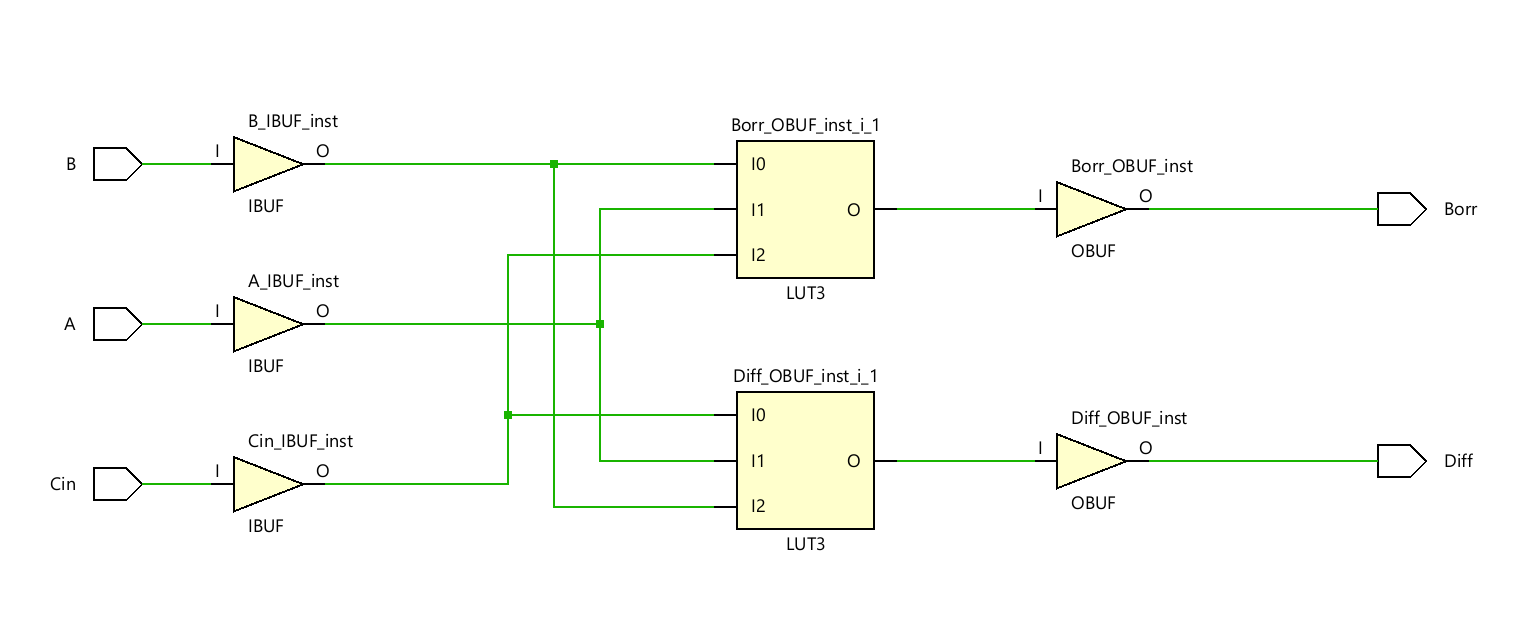 B_IBUF_inst
B
I
O
IBUF
A_IBUF_inst
A
I
O
IBUF
Cin_IBUF_inst
Cin
I
O
IBUF
Borr_OBUF_inst_i_1
I0
I1
I2
O
LUT3
Diff_OBUF_inst_i_1
I0
I1
I2
O
LUT3
Borr_OBUF_inst
I
O
OBUF
Borr
Diff_OBUF_inst
I
O
OBUF
Diff